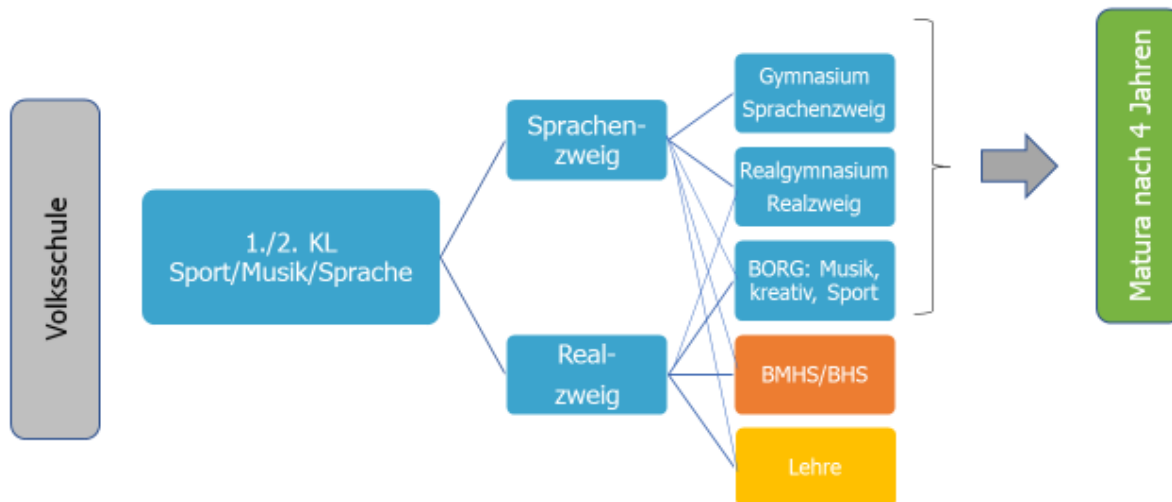 Volksschule
1./2. KL
Sport/Musik/Sprache
Sprachen-
zweig
Real-
zweig
Gymnasium
Sprachenzweig
Realgymnasium
Realzweig
BORG: Musik,
kreativ, Sport
BMHS/BHS
Lehre
Matura nach 4 Jahren